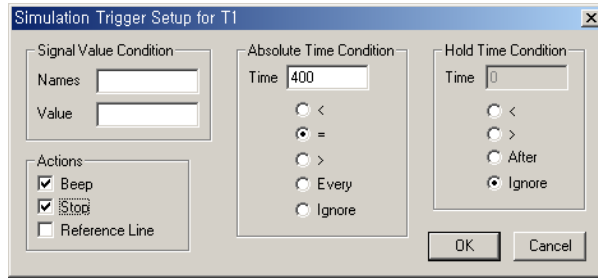 Simulation Trigger Setup for T1
Signal Value Condition
Names
Value
Actions
Beep
Stop
Reference Line
Absolute Time Condition
Time 400
<
=
>
Every
Ignore
Hold Time Condition
Time 0
<
>
After
Ignore
OK Cancel